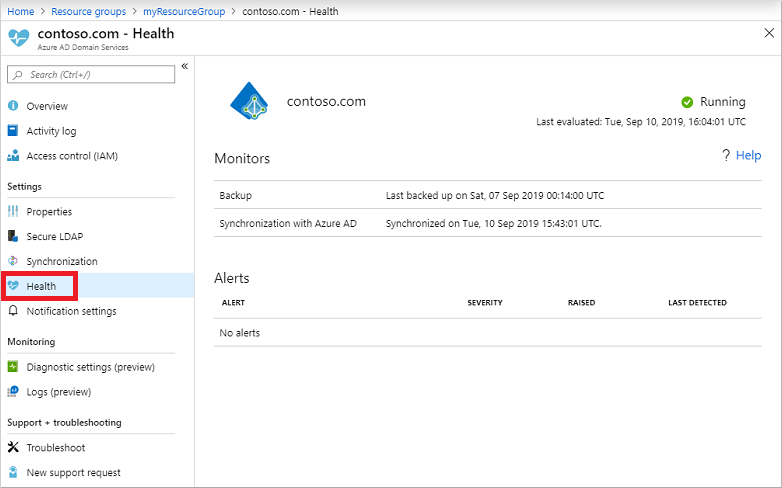 Home > Resource groups > myResourceGroup > contoso.com - Health
contoso.com - Health
Azure AD Domain Services
Search (Ctrl+/)
«
Overview
Activity log
Access control (IAM)
Settings
Properties
Secure LDAP
Synchronization
Health
Notification settings
Monitoring
Diagnostic settings (preview)
Logs (preview)
Support + troubleshooting
Troubleshoot
New support request
contoso.com
Running
Last evaluated: Tue, Sep 10, 2019, 16:04:01 UTC
Monitors
? Help
Backup Last backed up on Sat, 07 Sep 2019 00:14:00 UTC
Synchronization with Azure AD Synchronized on Tue, 10 Sep 2019 15:43:01 UTC.
Alerts
ALERT SEVERITY RAISED LAST DETECTED
No alerts